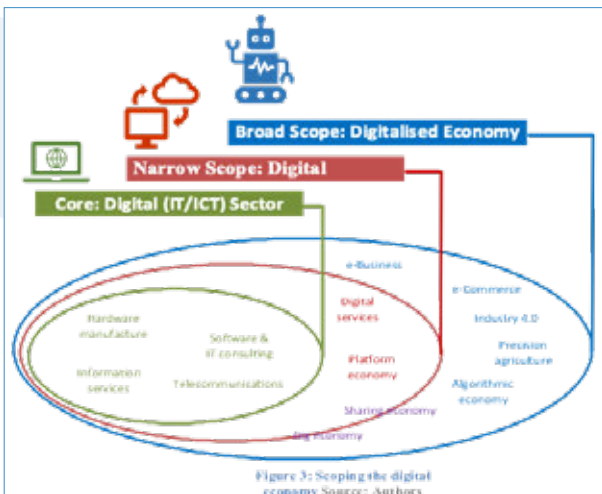 Broad Scope: Digitalised Economy
Narrow Scope: Digital
Core: Digital (IT/ICT) Sector
e-Business
e-Commerce
Hardware
manufacture
Digital
services
Industry 4.0
Software &
IT consulting
Precision
agriculture
Information
services
Platform
economy
Telecommunications
Algorithmic
economy
Sharing economy
Gig economy
Figure 3: Scoping the digital
economy Source: Authors